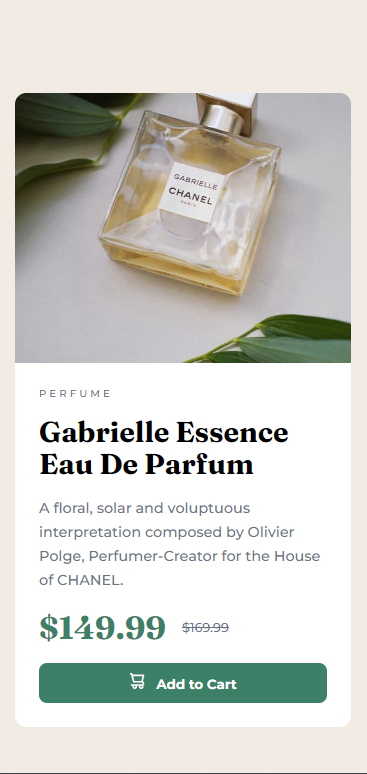 GABRIELLE
CHANEL
PARIS
PERFUME
Gabrielle Essence
Eau De Parfum
A floral, solar and voluptuous
interpretation composed by Olivier
Polge, Perfumer-Creator for the House
of CHANEL.
$149.99 $169.99
Add to Cart